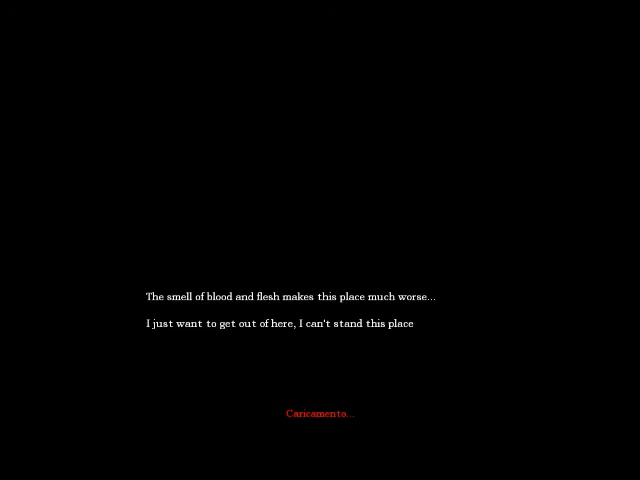 The smell of blood and flesh makes this place much worse...
I just want to get out of here, I can't stand this place
Caricamento...